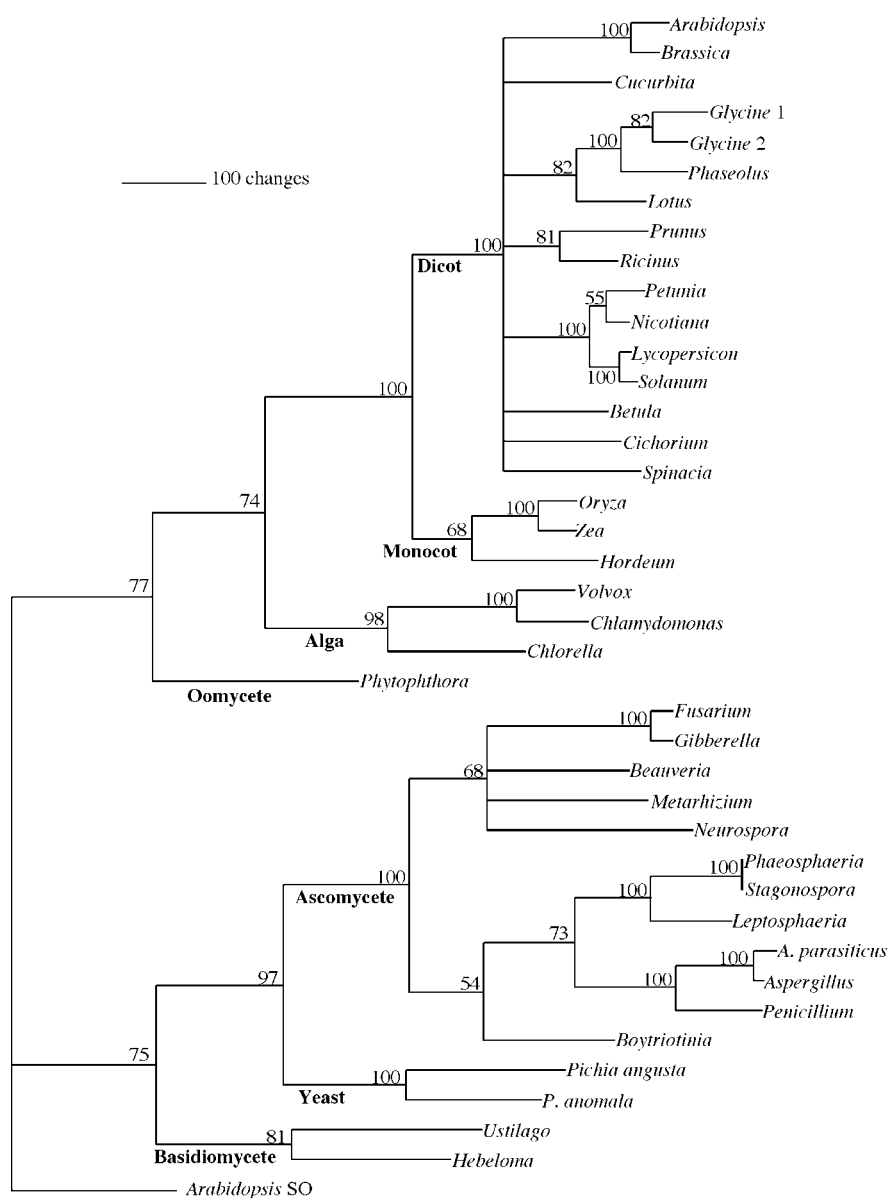 100
Arabidopsis
Brassica
Cucurbita
Glycine 1
82
Glycine 2
100
82
Phaseolus
100 changes
Lotus
Prunus
81
100
Ricinus
Dicot
Petunia
55
Nicotiana
100
Lycopersicon
100
Solanum
100
Betula
Cichorium
Spinacia
74
Oryza
100
68
Zea
Monocot
Hordeum
77
Volvox
100
98
Chlamydomonas
Alga
Chlorella
Phytophthora
Oomycete
100
Fusarium
Gibberella
68
Beauveria
Metarhizium
Neurospora
100
Phaeosphaeria
100
100
Stagonospora
Ascomycete
Leptosphaeria
73
A. parasiticus
100
97
54
100
Aspergillus
Penicillium
75
Boytriotinia
100
Pichia angusta
Yeast
P. anomala
81
Ustilago
Basidiomycete
Hebeloma
Arabidopsis SO